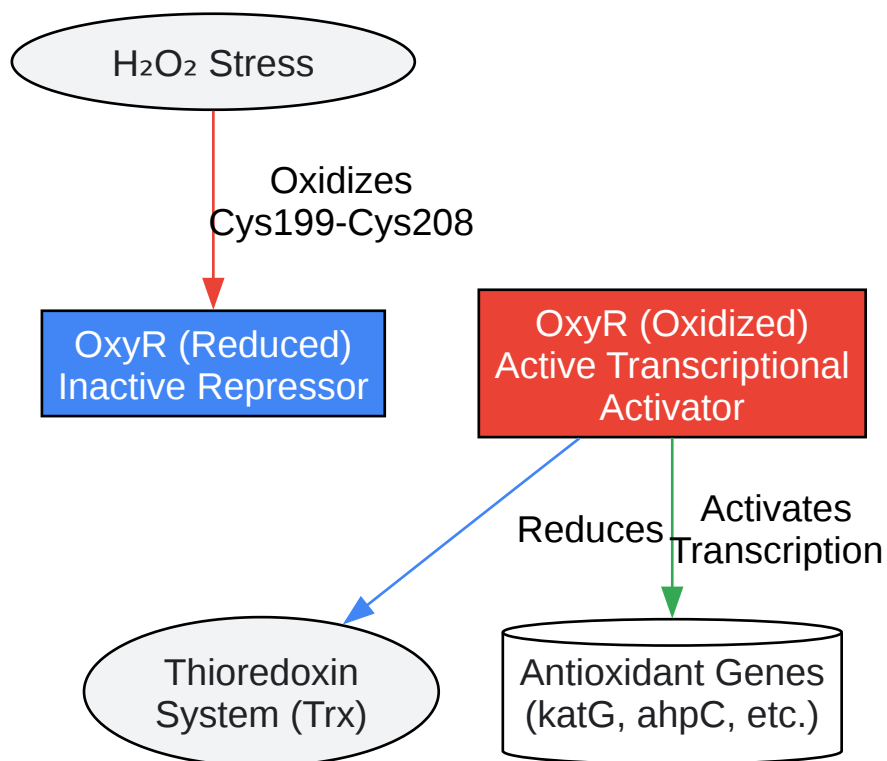 H₂O₂ Stress
Oxidizes
Cys199-Cys208
OxyR (Reduced)
Inactive Repressor
OxyR (Oxidized)
Active Transcriptional
Activator
Reduces
Activates
Transcription
Thioredoxin
System (Trx)
Antioxidant Genes
(katG, ahpC, etc.)